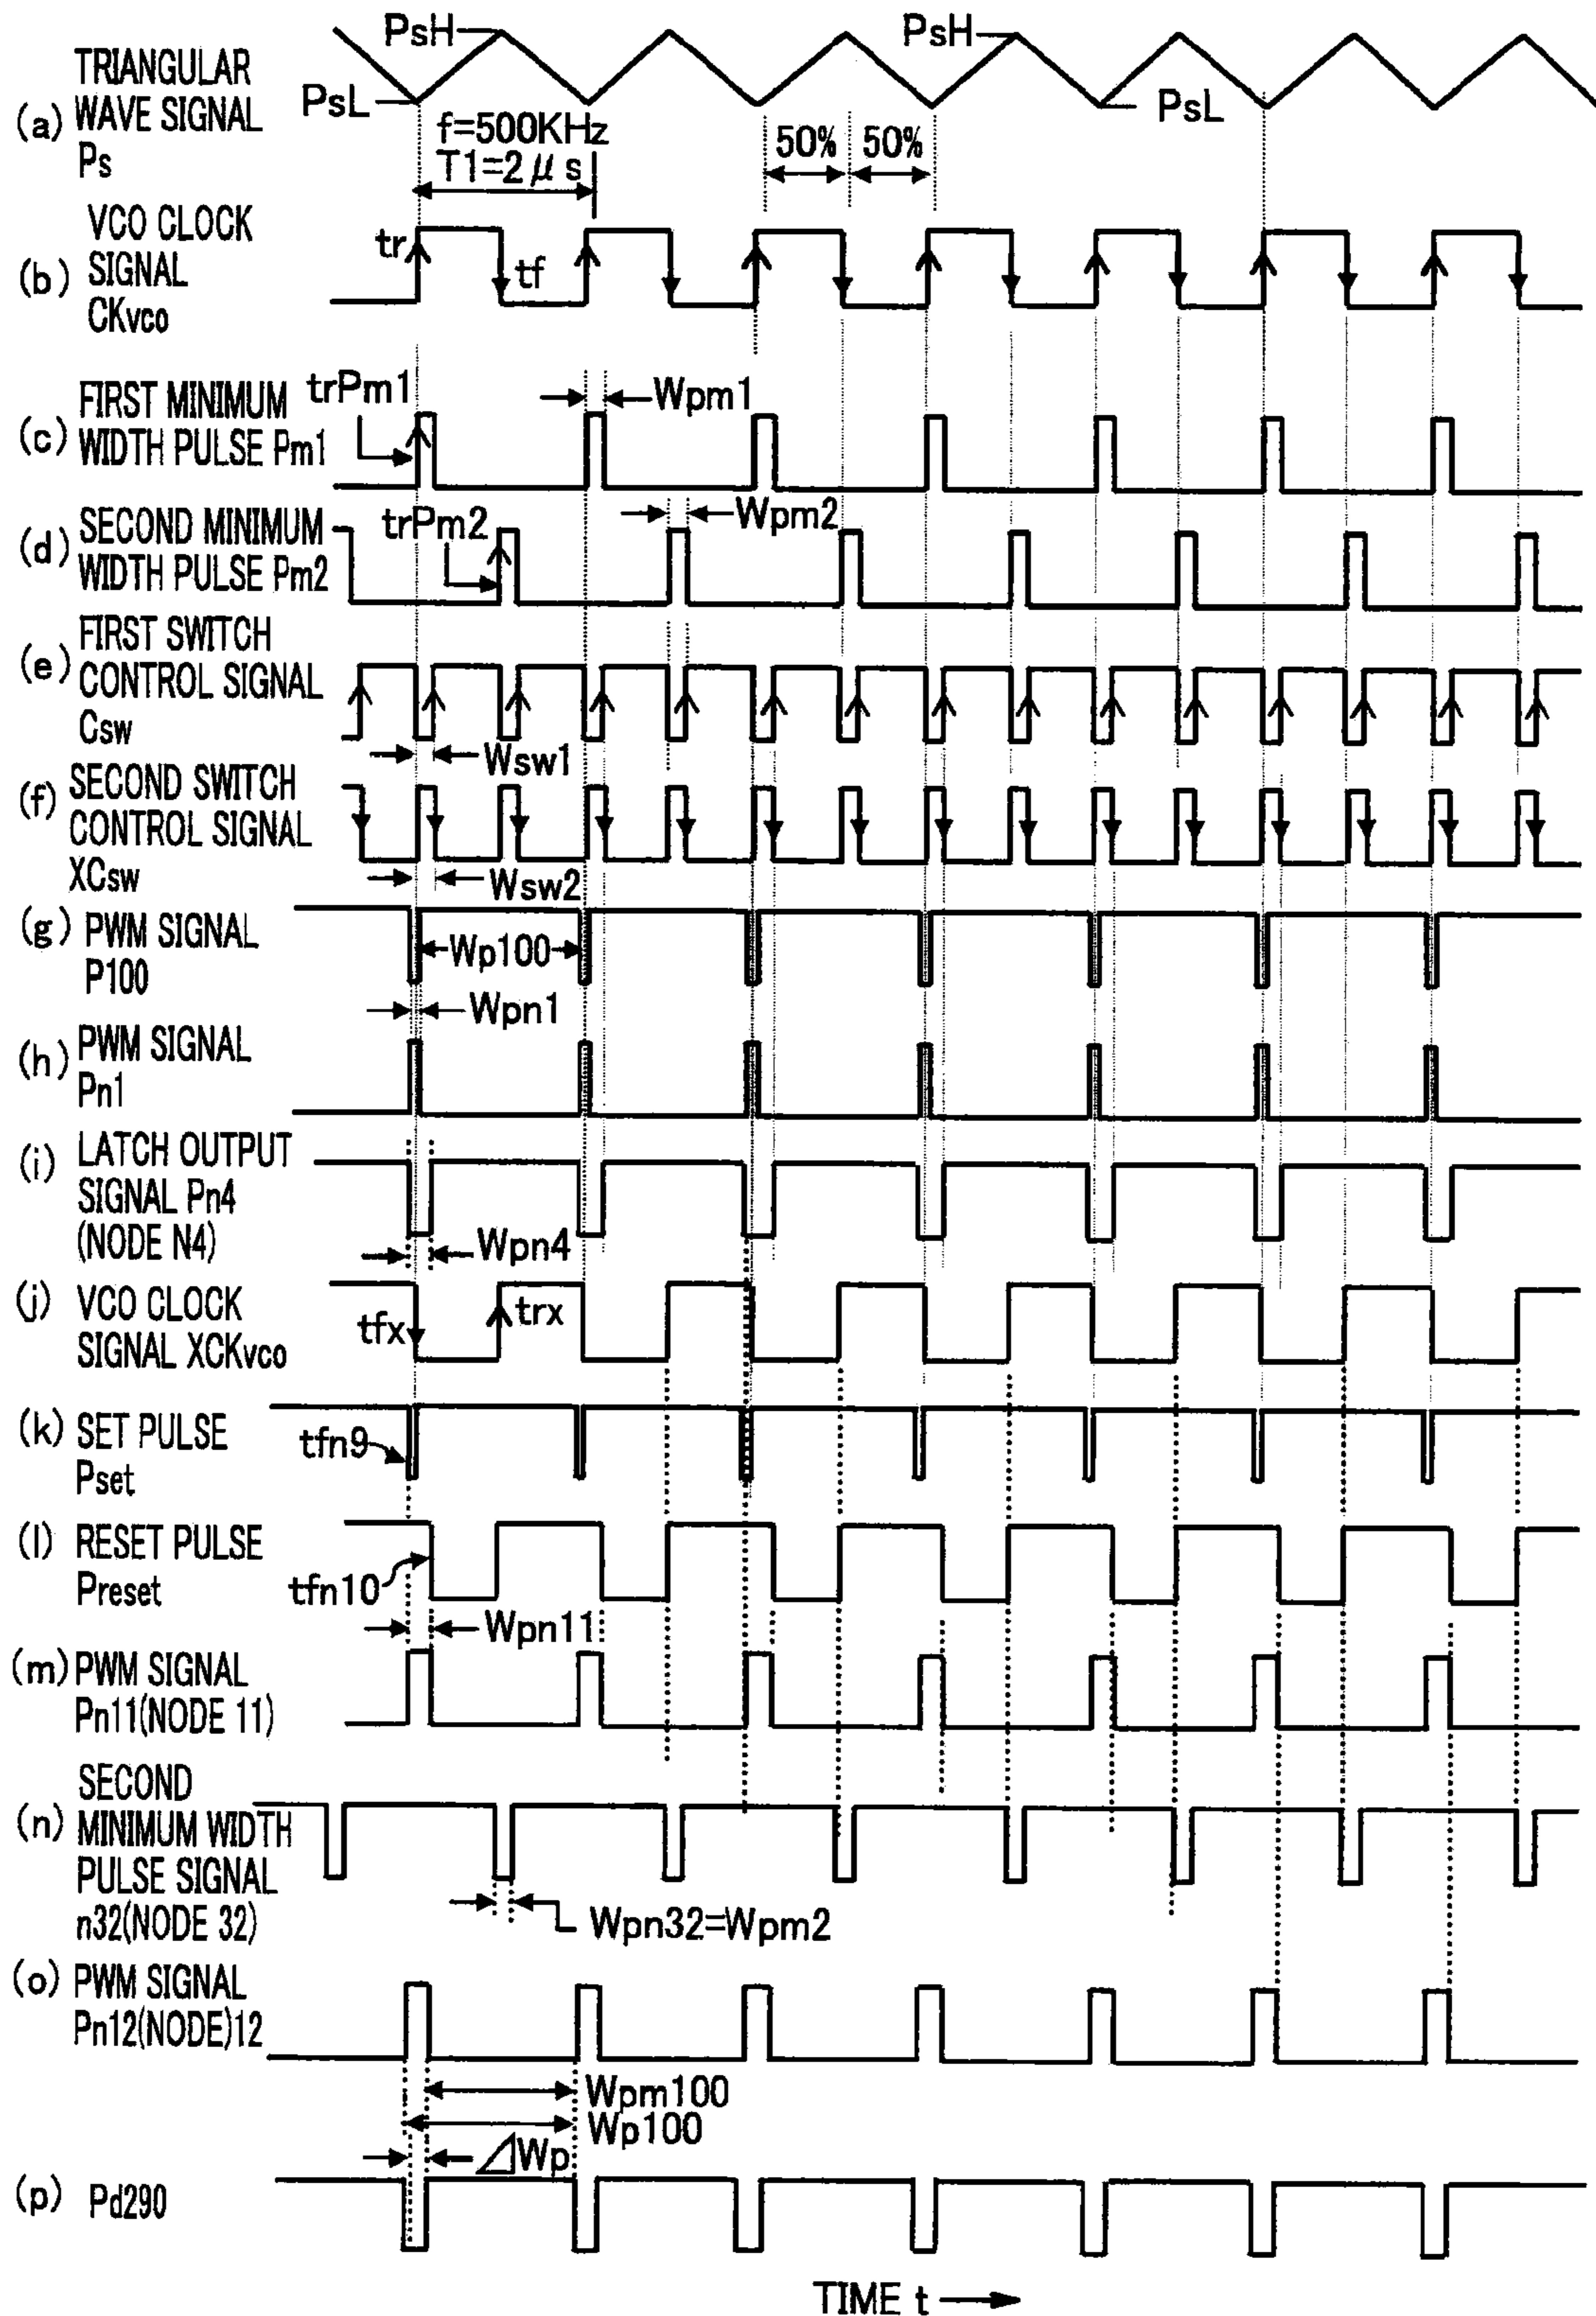 PsH
PsH
TRIANGULAR
(a) WAVE SIGNAL
Ps
PsL
PsL
f=500KHz
T1=2μs
50% 50%
VCO CLOCK
(b) SIGNAL
CKvco
tr
tf
FIRST MINIMUM
(c) WIDTH PULSE Pm1
trPm1
Wpm1
SECOND MINIMUM
(d) WIDTH PULSE Pm2
trPm2
Wpm2
FIRST SWITCH
(e) CONTROL SIGNAL
Csw
Wsw1
(f) SECOND SWITCH
CONTROL SIGNAL
XCsw
Wsw2
(g) PWM SIGNAL
P100
Wp100
Wpn1
(h) PWM SIGNAL
Pn1
(i) LATCH OUTPUT
SIGNAL Pn4
(NODE N4)
Wpn4
(j) VCO CLOCK
SIGNAL XCKvco
tfx
trx
(k) SET PULSE
Pset
tfn9
(l) RESET PULSE
Preset
tfn10
Wpn11
(m) PWM SIGNAL
Pn11(NODE 11)
SECOND
(n) MINIMUM WIDTH
PULSE SIGNAL
n32(NODE 32)
Wpn32=Wpm2
(o) PWM SIGNAL
Pn12(NODE)12
Wpm100
Wp100
⊿Wp
(p) Pd290
TIME t